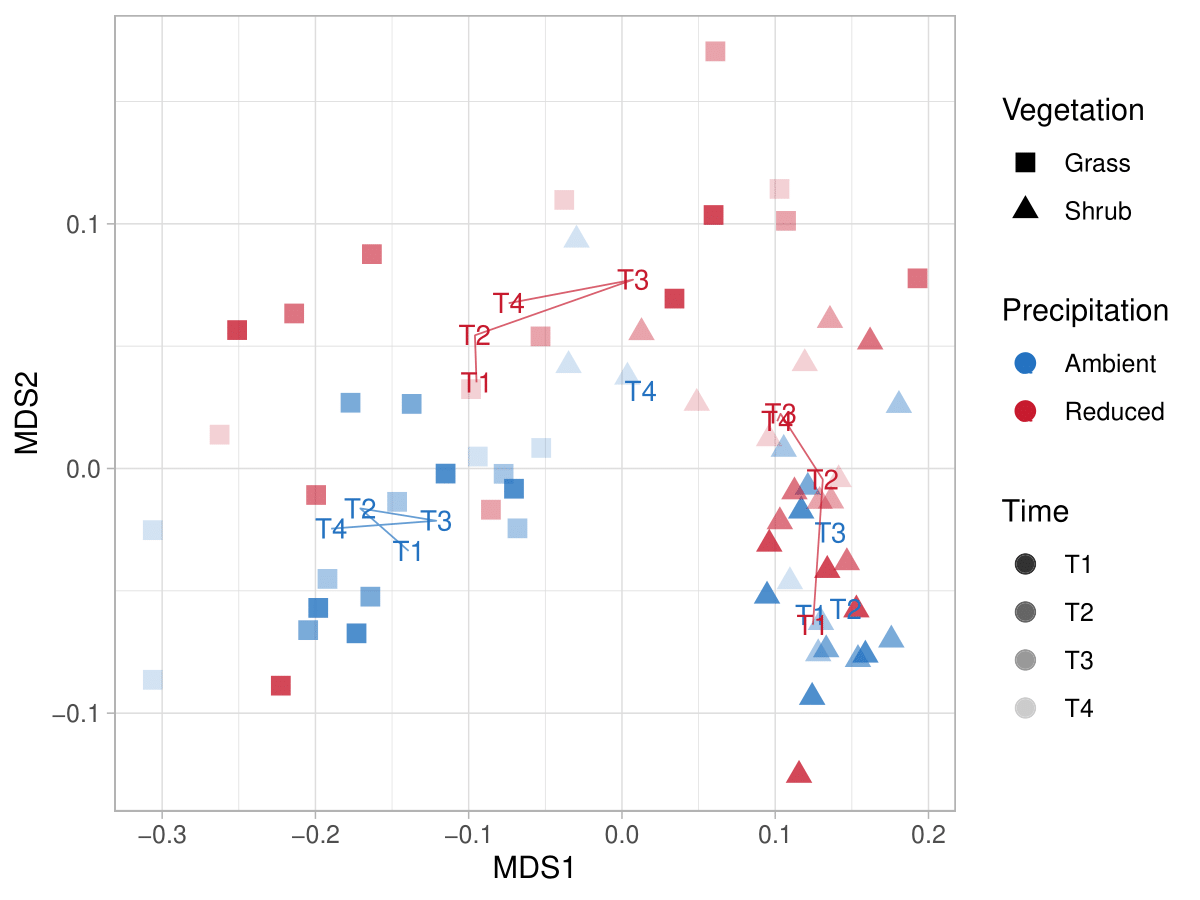 Vegetation
Grass
Shrub
Precipitation
Ambient
Reduced
Time
T1
T2
T3
T4
0.1
0.0
−0.1
MDS2
T3
T4
T2
T1
T4
T3
T4
T2
T2
T3
T4
T1
T3
T1
T2
T1
−0.3
−0.2
−0.1
0.0
0.1
0.2
MDS1